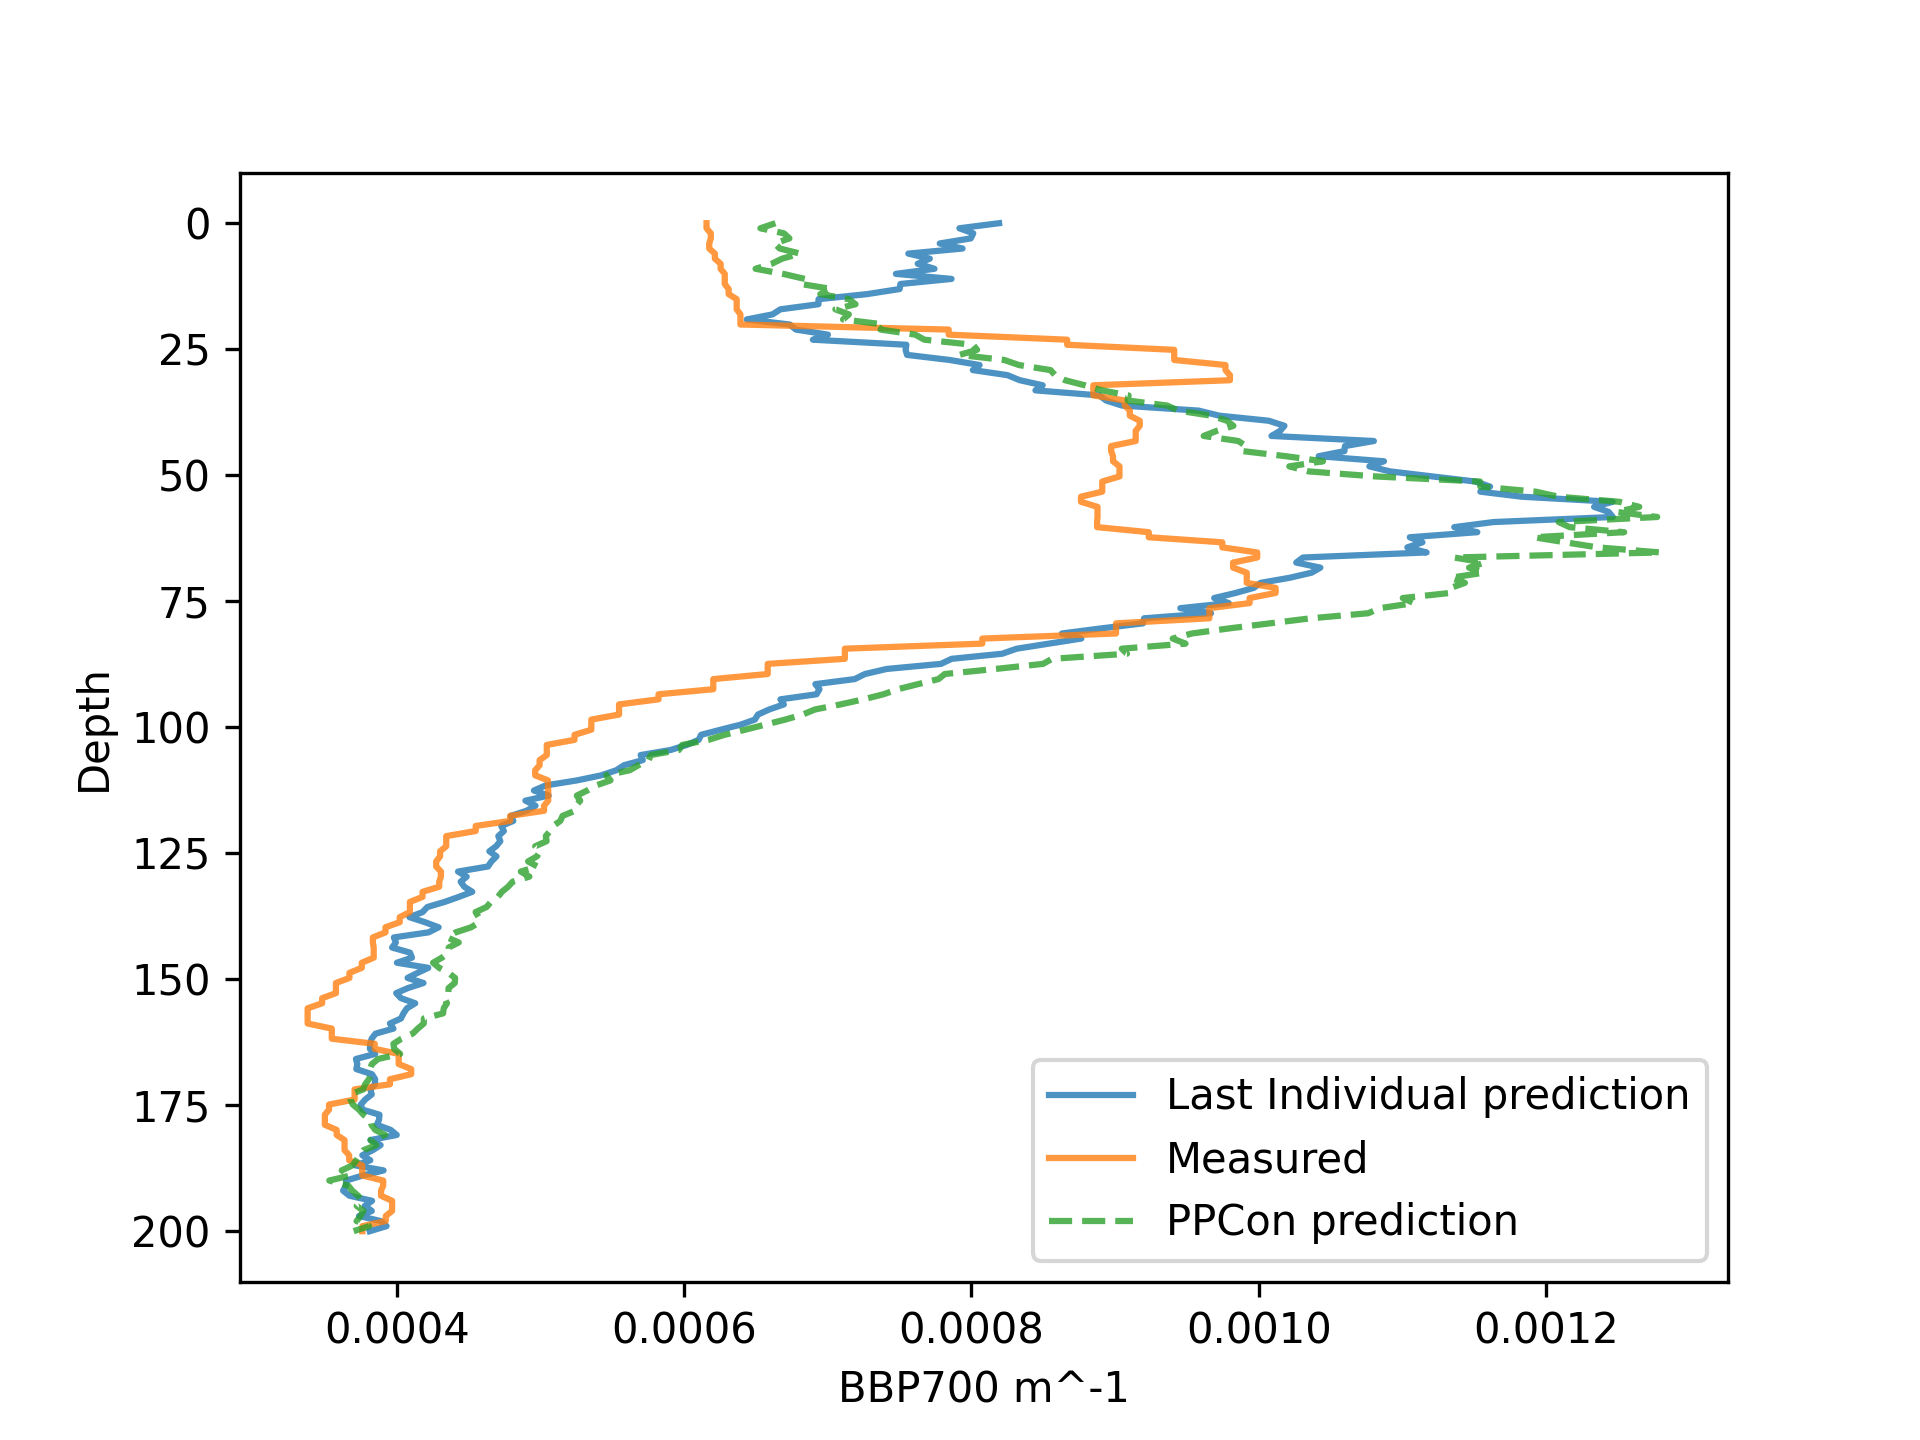 0
25
50
75
100
125
150
175
200
Depth
0.0004 0.0006 0.0008 0.0010 0.0012
BBP700 m^-1
Last Individual prediction
Measured
PPCon prediction